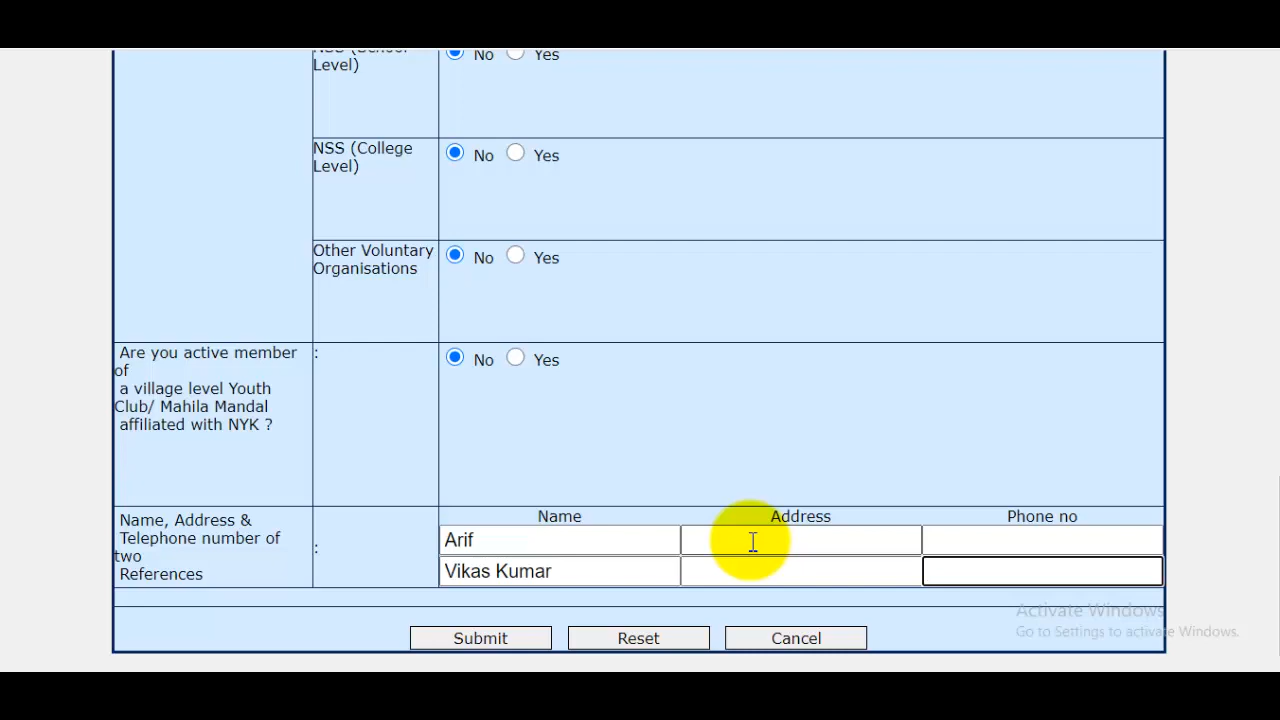 Level)
No Yes
NSS (College
Level)
No Yes
Other Voluntary
Organisations
No Yes
Are you active member
of
a village level Youth
Club/ Mahila Mandal
affiliated with NYK ?
:
No Yes
Name, Address &
Telephone number of
two
References
:
Name Address Phone no
Arif
Vikas Kumar
Activate Windows
Go to Settings to activate Windows.
Submit Reset Cancel